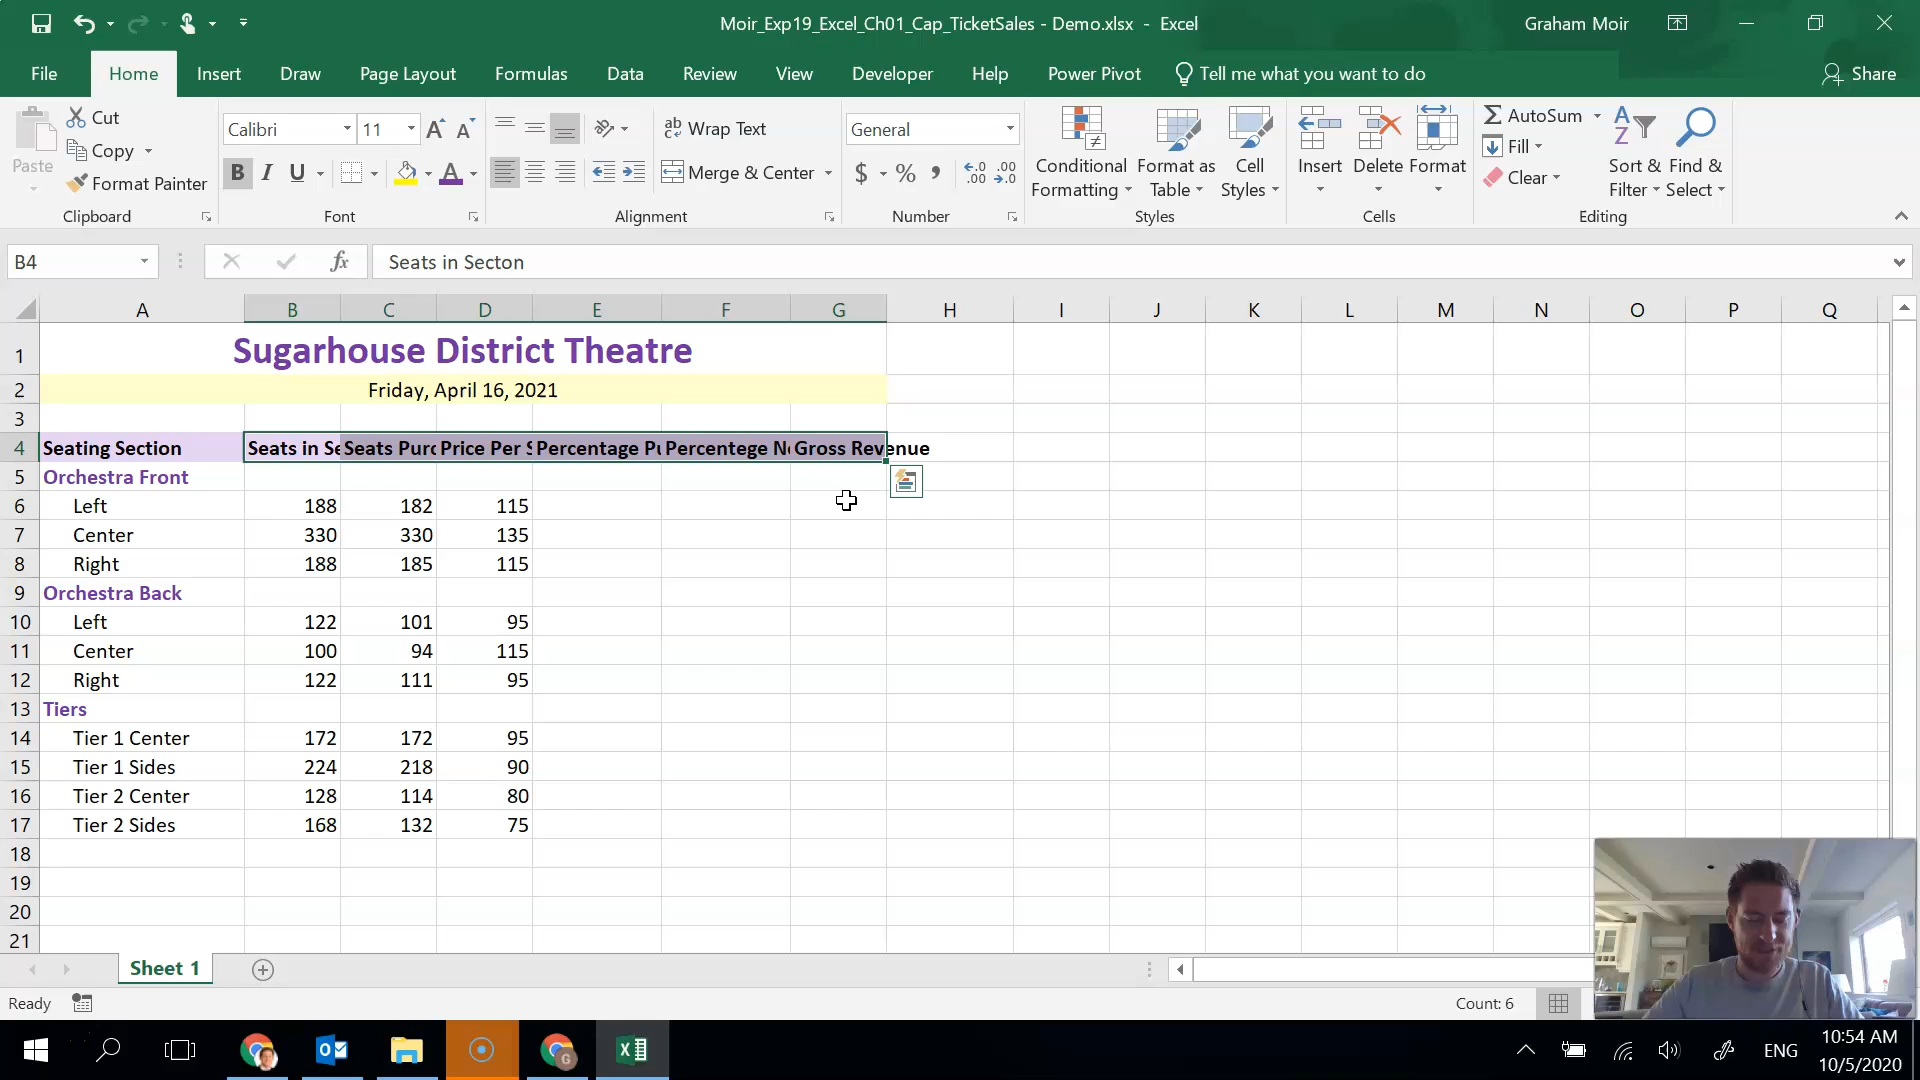 Moir_Exp19_Excel_Ch01_Cap_TicketSales - Demo.xlsx - Excel
Graham Moir
File Home Insert Draw Page Layout Formulas Data Review View Developer Help Power Pivot Tell me what you want to do Share
Paste
Cut
Copy
Format Painter
Clipboard
Calibri 11
B I U
Font
Wrap Text
Merge & Center
Alignment
General
$ % ,
Number
Conditional Formatting
Format as Table
Cell Styles
Styles
Insert Delete Format
Cells
AutoSum
Fill
Clear
Sort & Filter
Find & Select
Editing
B4 fx Seats in Secton
A B C D E F G H I J K L M N O P Q
1 Sugarhouse District Theatre
2 Friday, April 16, 2021
3
4 Seating Section Seats in Se Seats Purc Price Per S Percentage Pu Percentege No Gross Revenue
5 Orchestra Front
6 Left 188 182 115
7 Center 330 330 135
8 Right 188 185 115
9 Orchestra Back
10 Left 122 101 95
11 Center 100 94 115
12 Right 122 111 95
13 Tiers
14 Tier 1 Center 172 172 95
15 Tier 1 Sides 224 218 90
16 Tier 2 Center 128 114 80
17 Tier 2 Sides 168 132 75
18
19
20
21
Sheet 1
Ready Count: 6
ENG
10:54 AM
10/5/2020